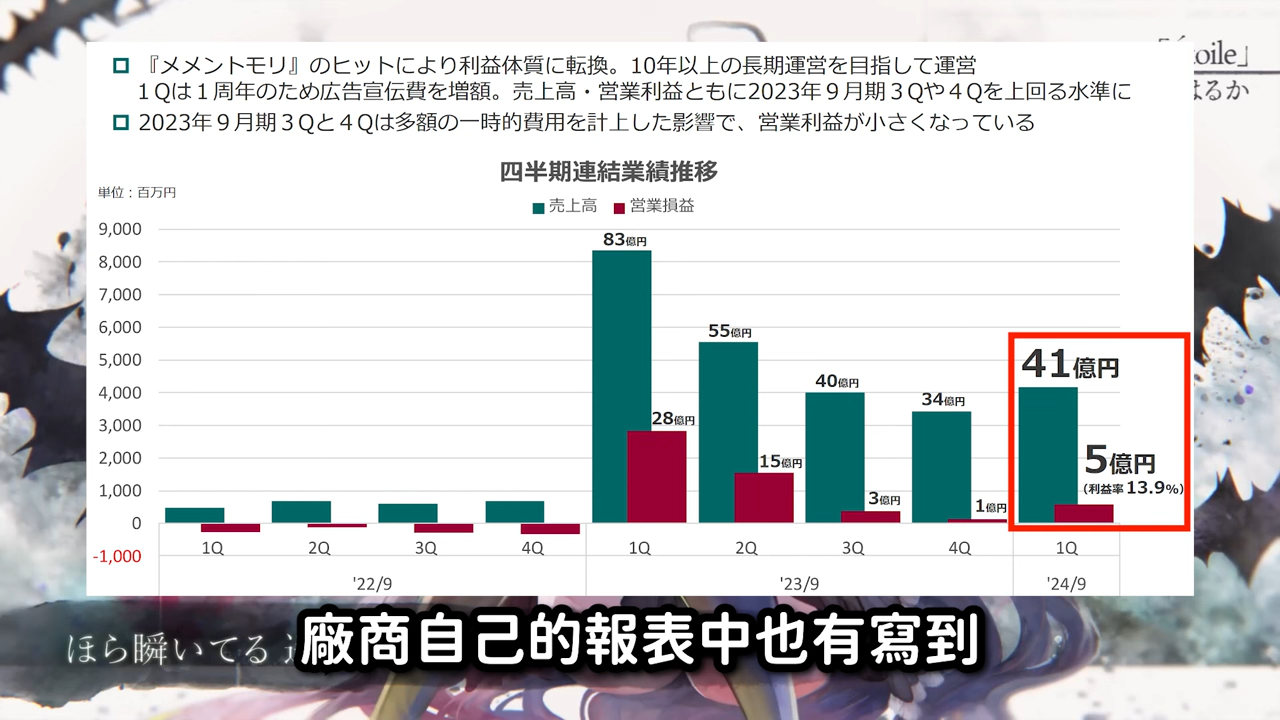 『メメントモリ』のヒットにより利益体質に転換。10年以上の長期運営を目指して運営
１Qは１周年のため広告宣伝費を増額。売上高・営業利益ともに2023年９月期３Qや４Qを上回る水準に
2023年９月期３Qと４Qは多額の一時的費用を計上した影響で、営業利益が小さくなっている
四半期連結業績推移
単位：百万円
売上高 営業損益
9,000
8,000
7,000
6,000
5,000
4,000
3,000
2,000
1,000
0
-1,000
83億円
28億円
55億円
15億円
40億円
3億円
34億円
1億円
41億円
5億円
（利益率 13.9%）
1Q 2Q 3Q 4Q 1Q 2Q 3Q 4Q 1Q
'22/9 '23/9 '24/9
はるか
ほら瞬いてる
廠商自己的報表中也有寫到